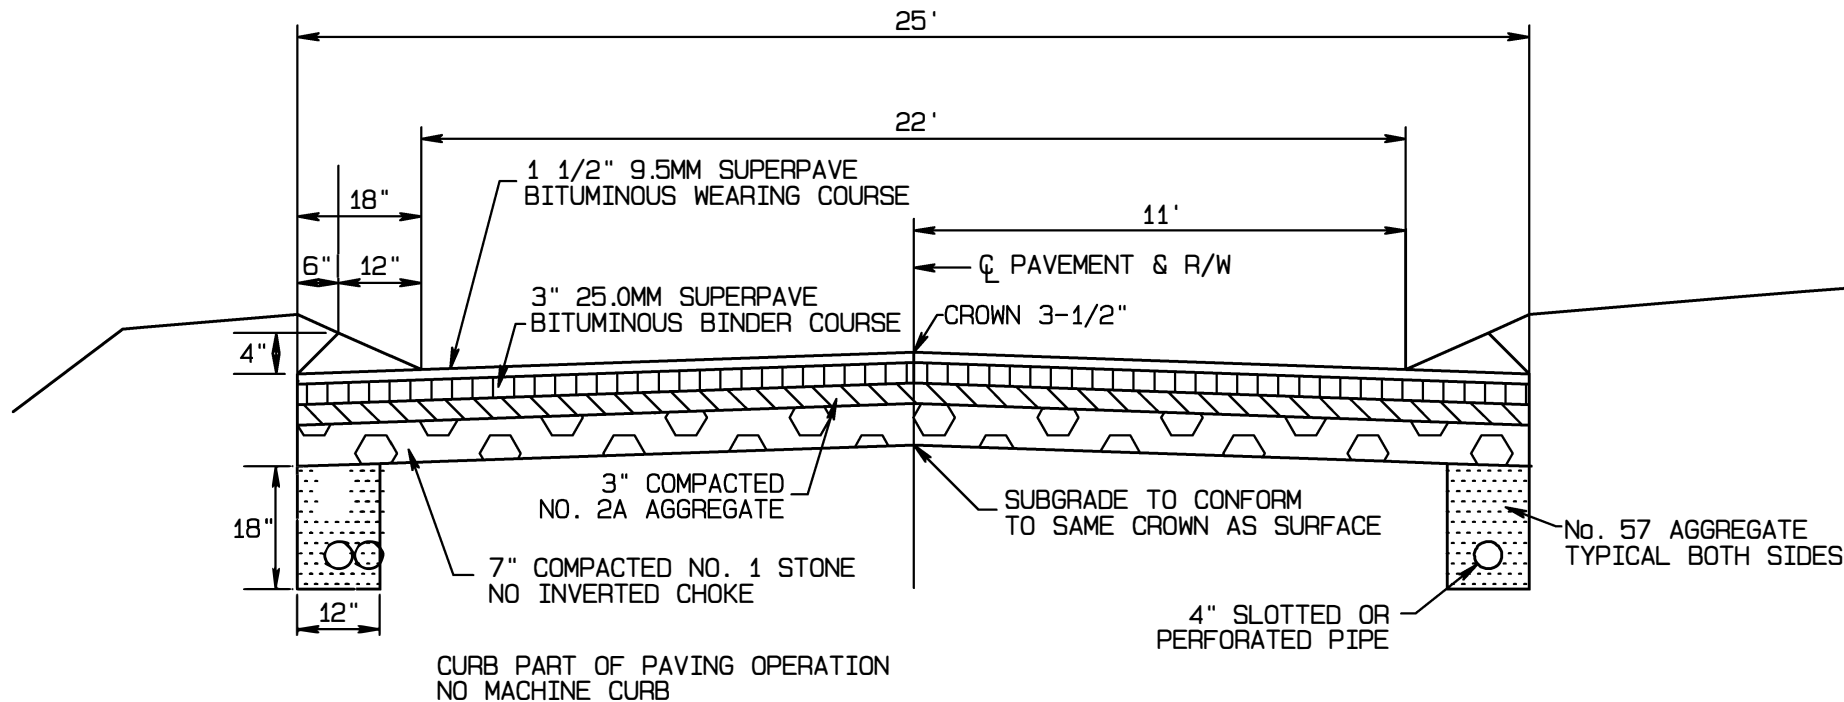 25'
22'
1 1/2" 9.5MM SUPERPAVE
BITUMINOUS WEARING COURSE
18"
11'
6"
12"
℄ PAVEMENT & R/W
3" 25.0MM SUPERPAVE
BITUMINOUS BINDER COURSE
CROWN 3-1/2"
4"
3" COMPACTED
NO. 2A AGGREGATE
SUBGRADE TO CONFORM
TO SAME CROWN AS SURFACE
18"
No. 57 AGGREGATE
TYPICAL BOTH SIDES
7" COMPACTED NO. 1 STONE
NO INVERTED CHOKE
12"
4" SLOTTED OR
PERFORATED PIPE
CURB PART OF PAVING OPERATION
NO MACHINE CURB